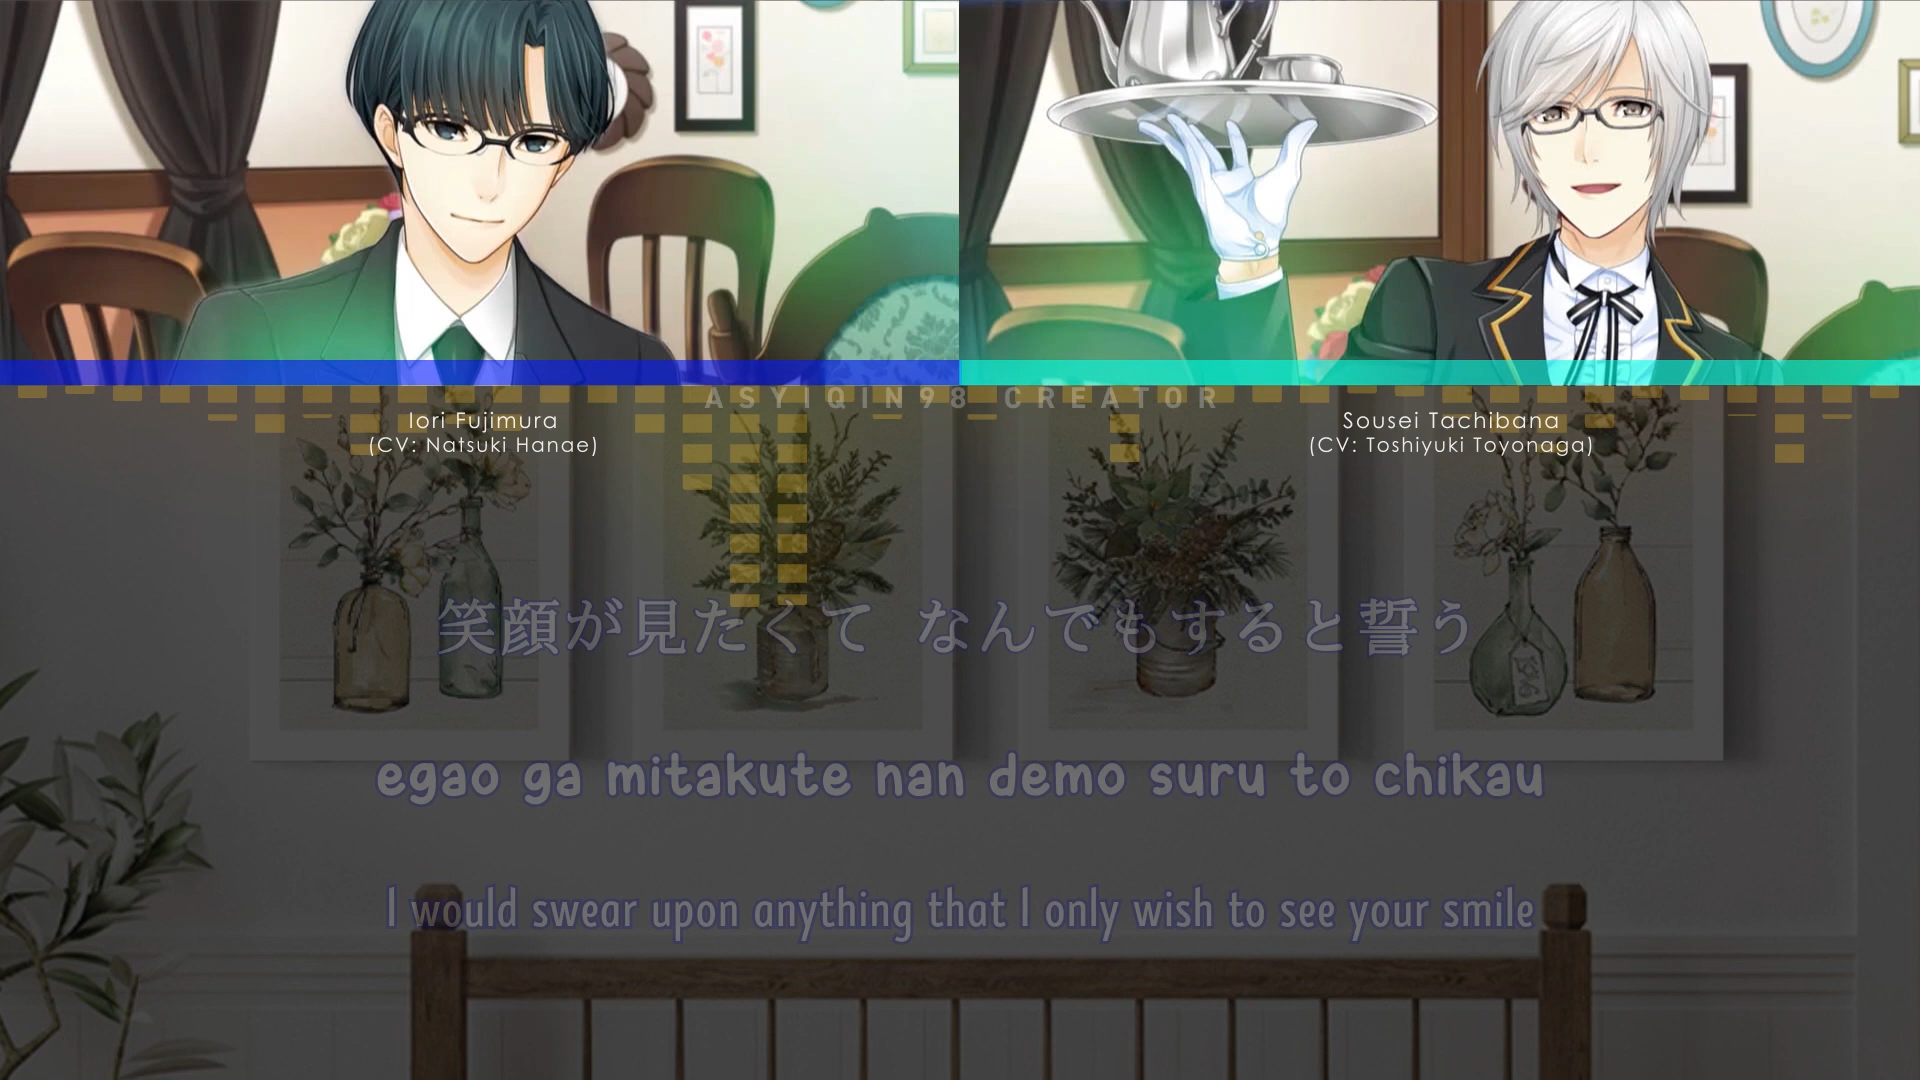 ASYIQIN98 CREATOR
Iori Fujimura
(CV: Natsuki Hanae)
Sousei Tachibana
(CV: Toshiyuki Toyonaga)
笑顔が見たくて なんでもすると誓う
egao ga mitakute nan demo suru to chikau
I would swear upon anything that I only wish to see your smile